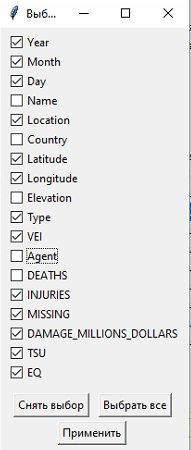 Выб...
Year
Month
Day
Name
Location
Country
Latitude
Longitude
Elevation
Type
VEI
Agent
DEATHS
INJURIES
MISSING
DAMAGE_MILLIONS_DOLLARS
TSU
EQ
Снять выбор Выбрать все
Применить